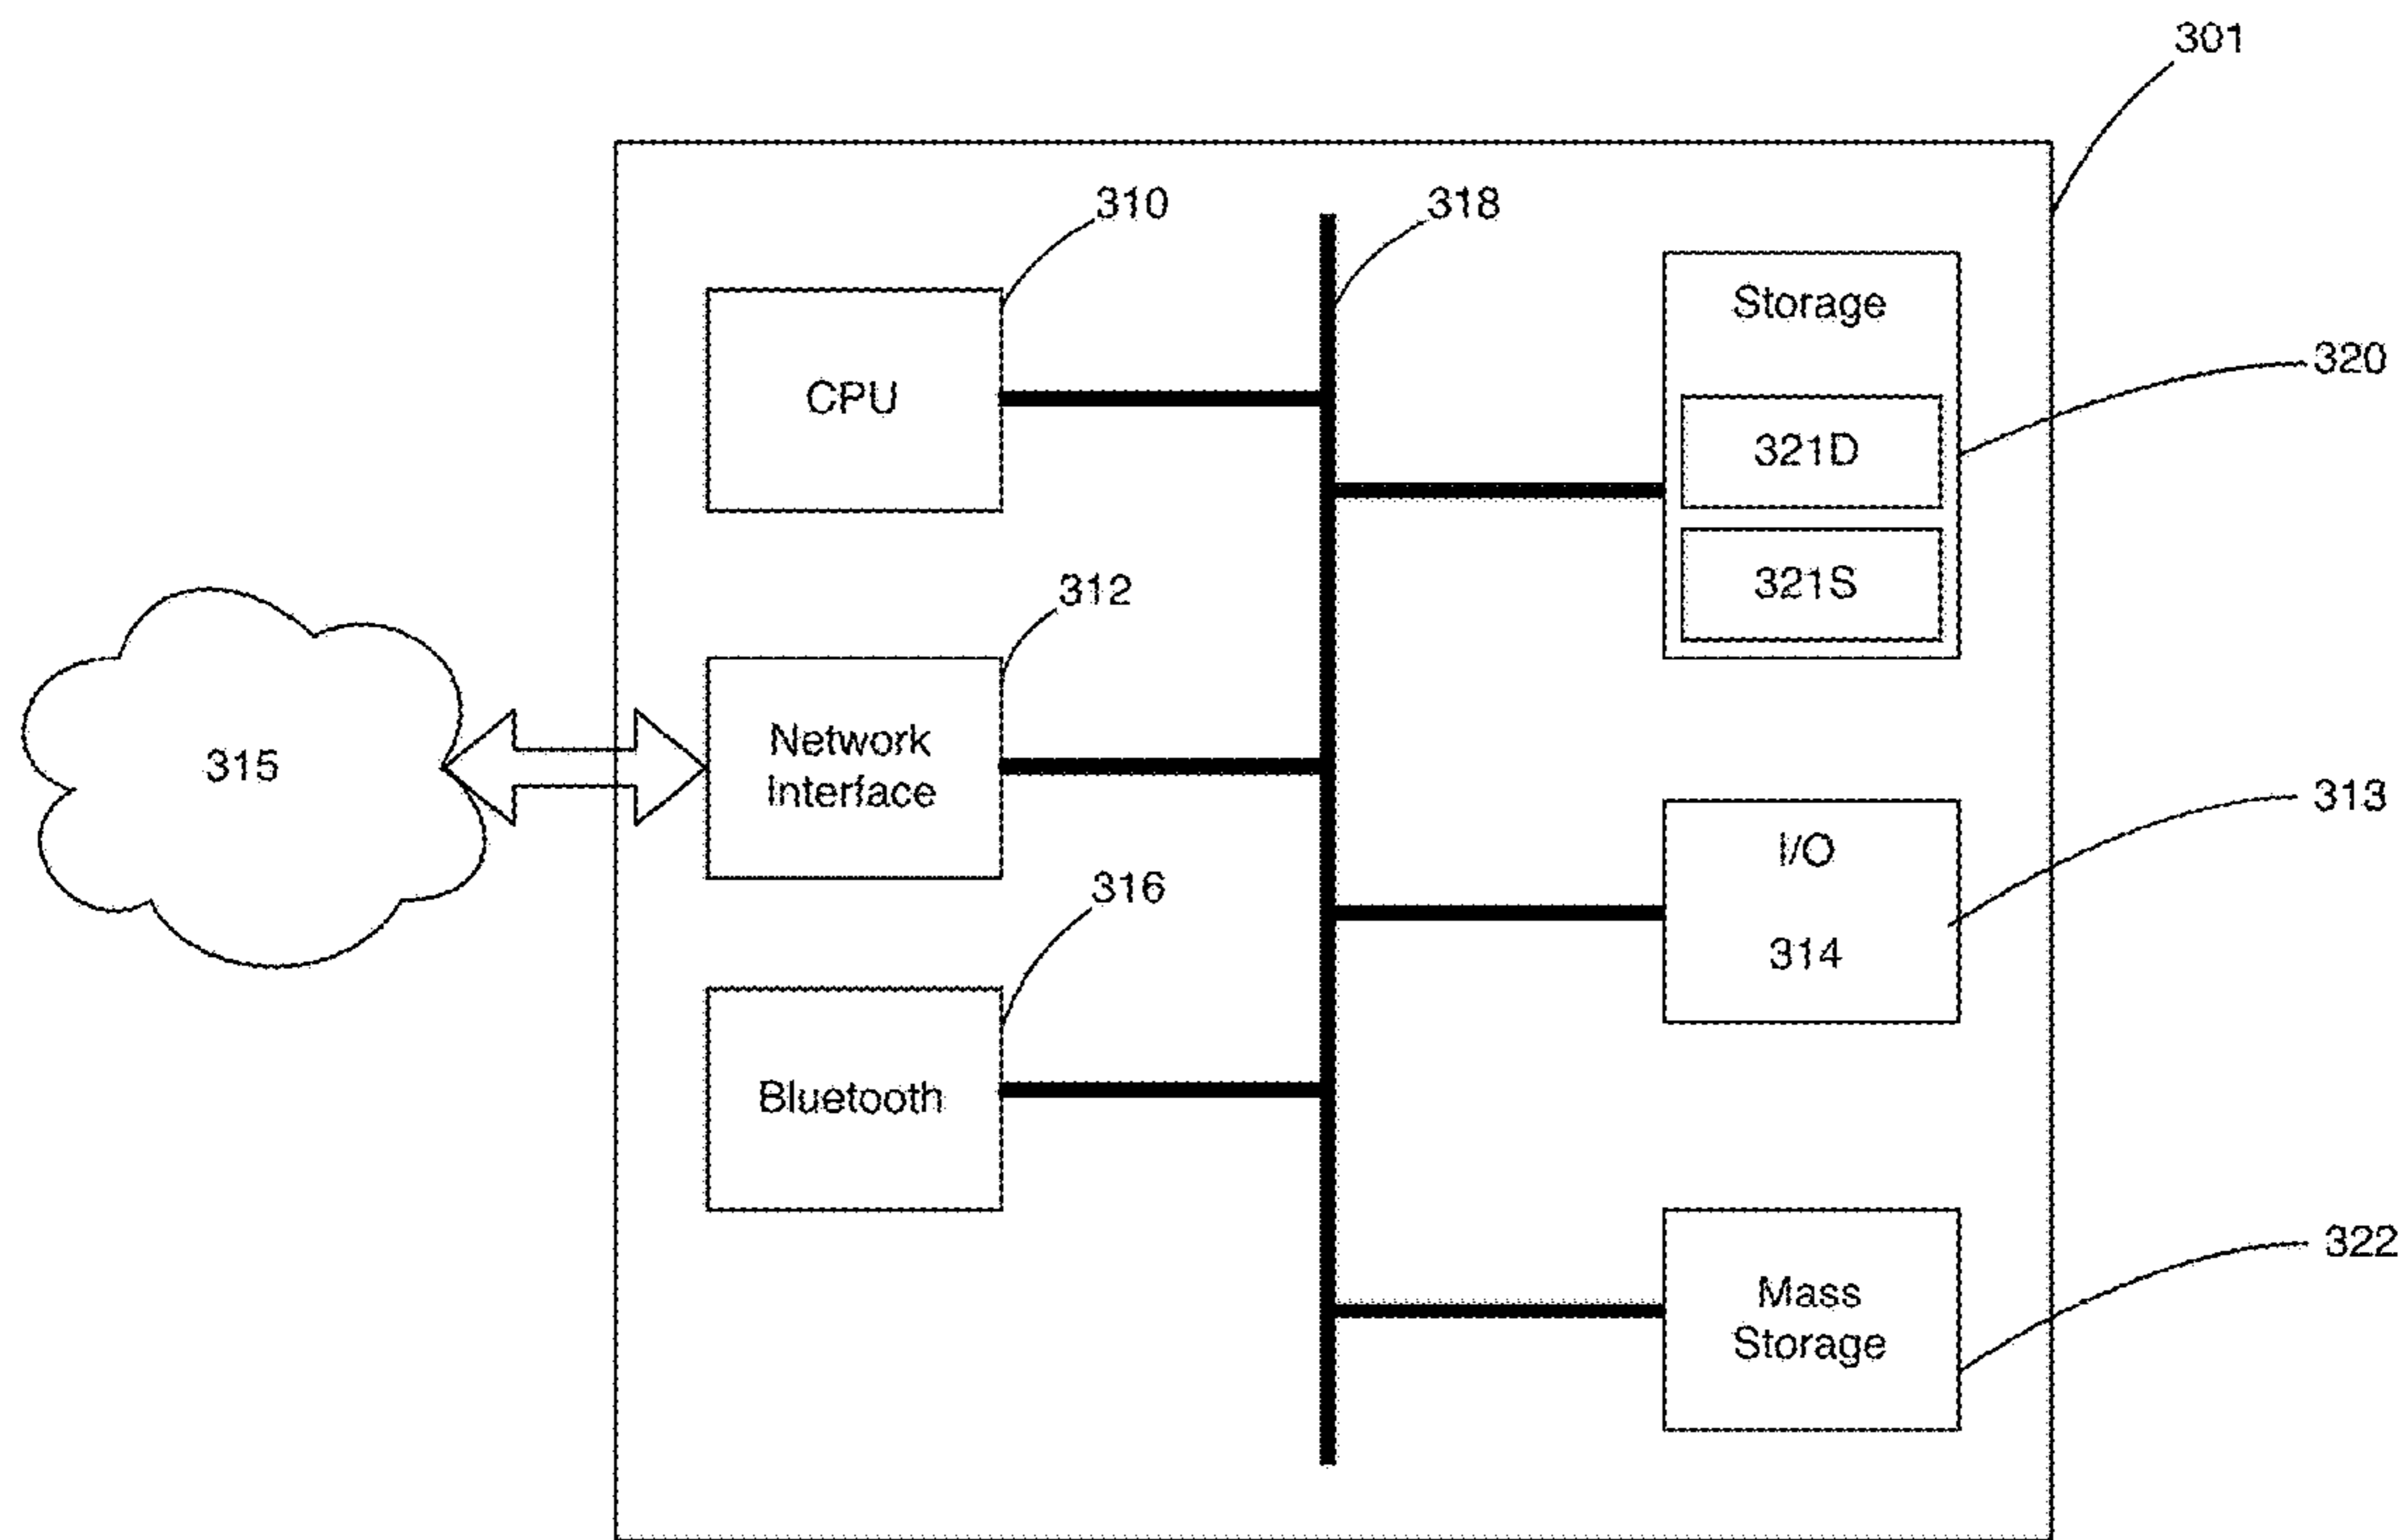 301
310
318
Storage
320
CPU
321D
321S
312
Network
Interface
315
313
I/O
314
316
Bluetooth
322
Mass
Storage